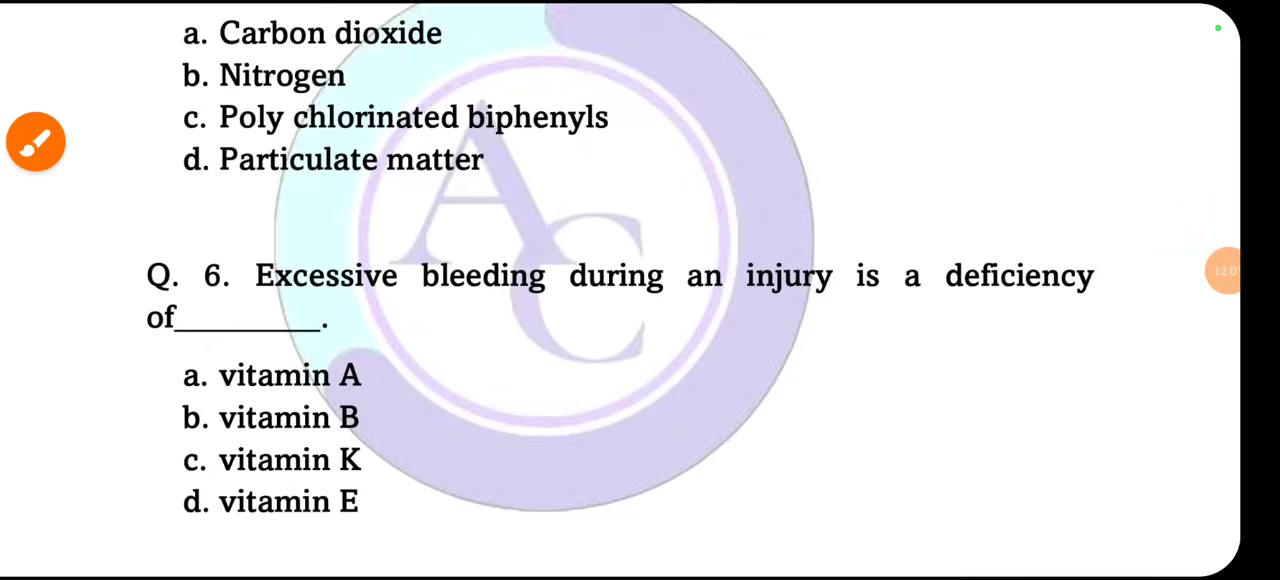 a. Carbon dioxide
b. Nitrogen
c. Poly chlorinated biphenyls
d. Particulate matter
AC
Q. 6. Excessive bleeding during an injury is a deficiency
of__________.
a. vitamin A
b. vitamin B
c. vitamin K
d. vitamin E